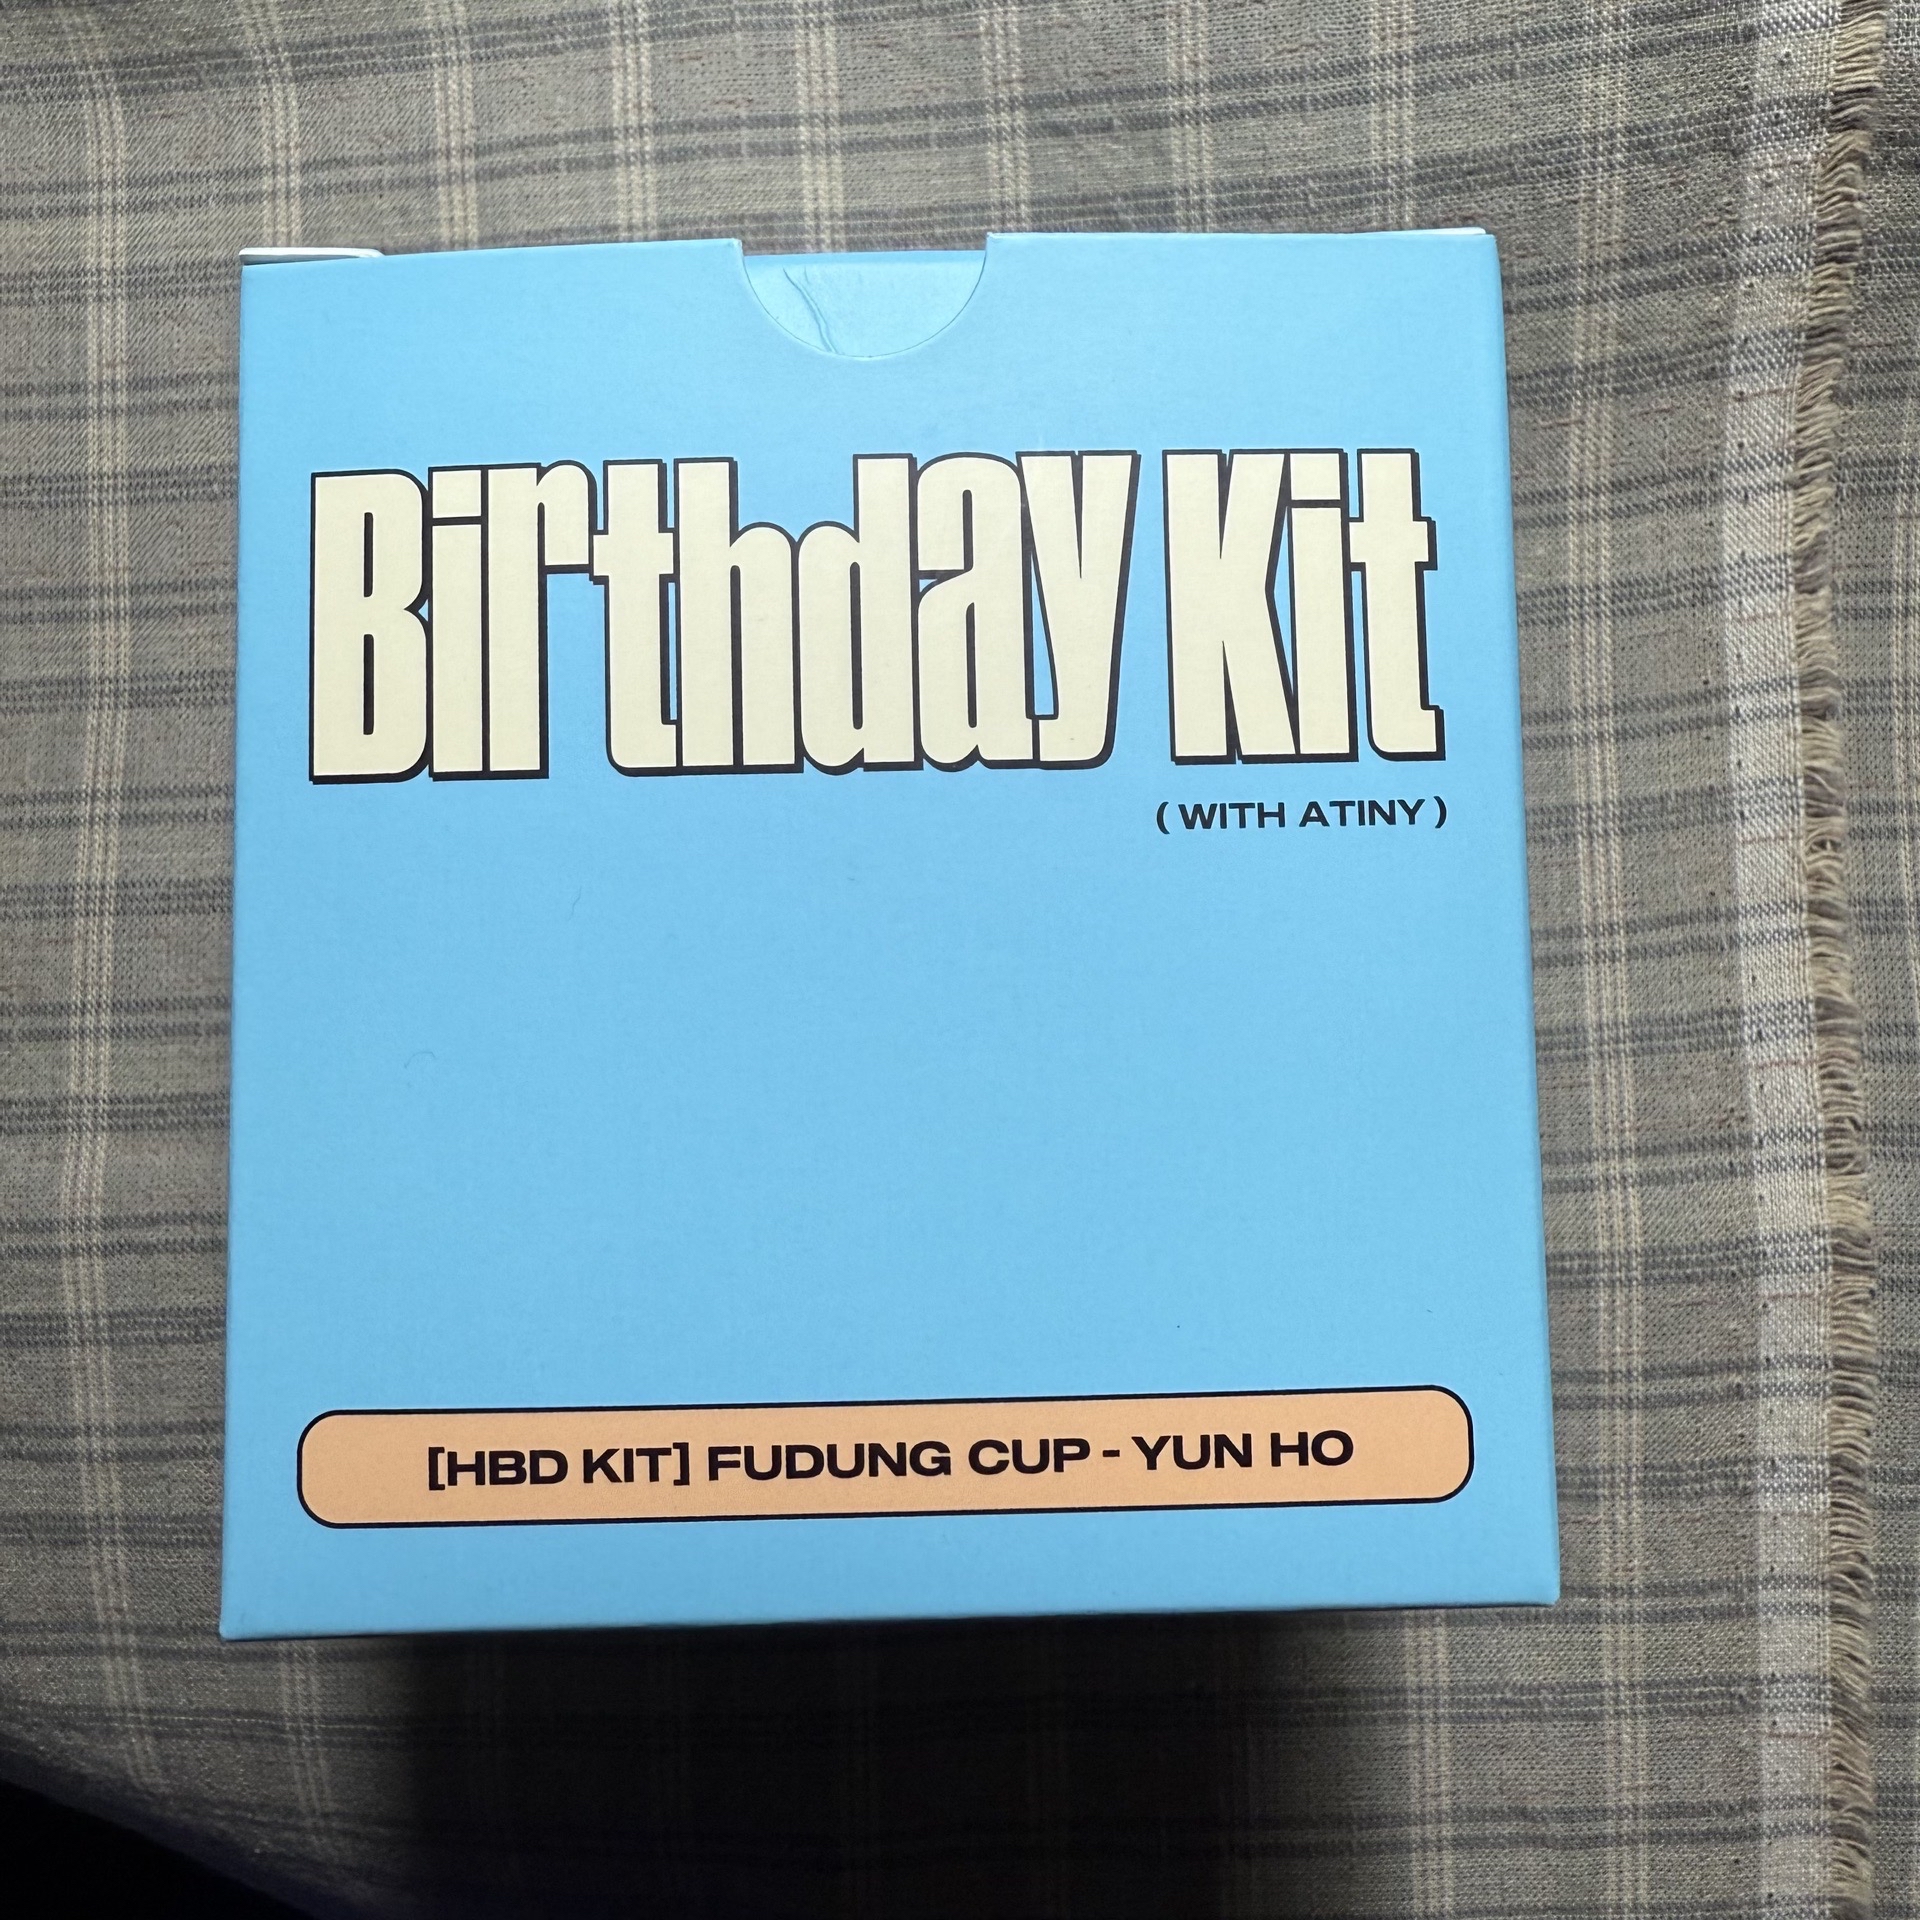 Birthday Kit
( WITH ATINY )
[HBD KIT] FUDUNG CUP - YUN HO